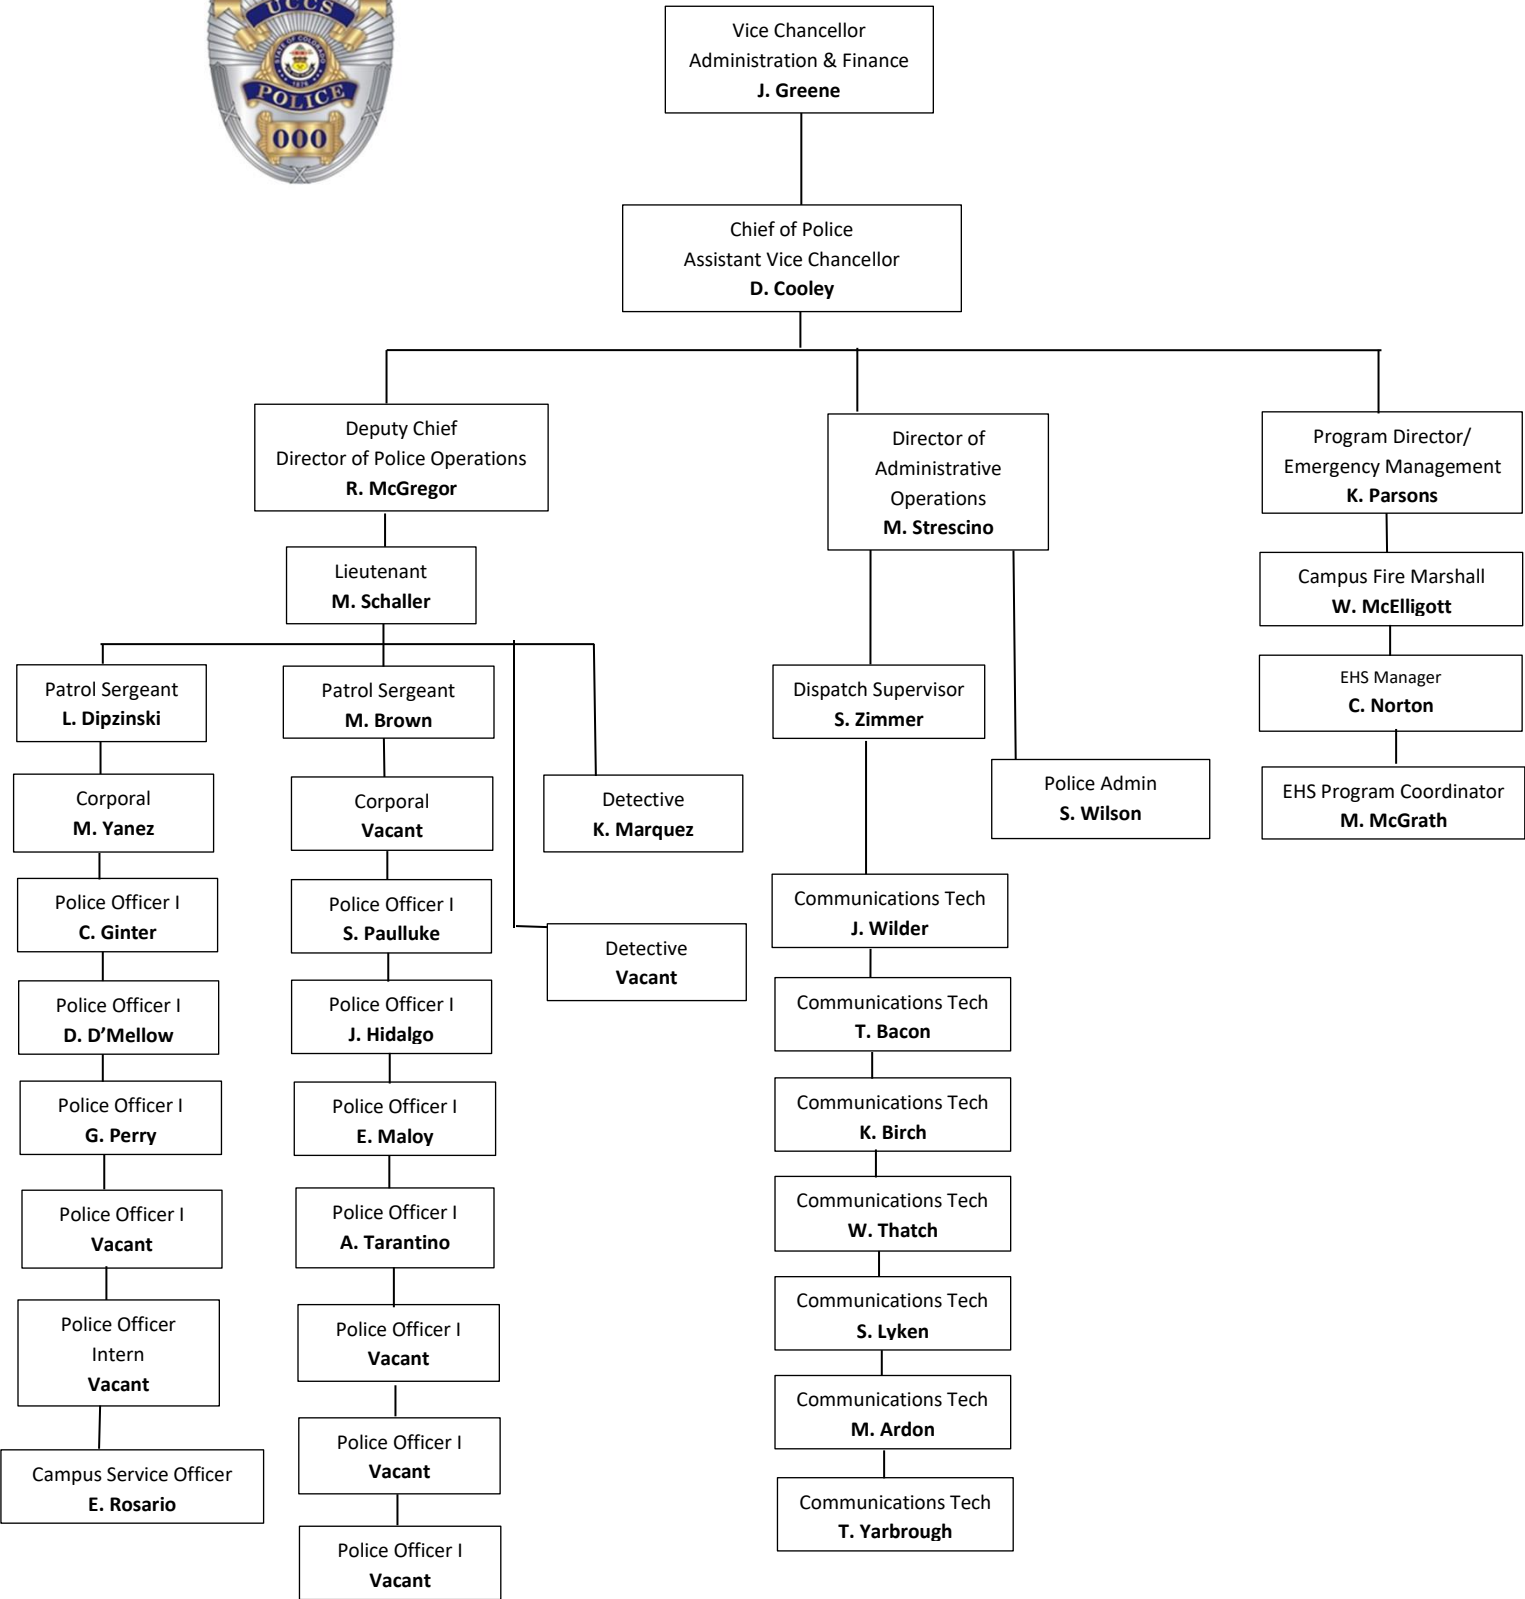 UCCS
STATE OF COLORADO
1876
POLICE
000
Vice Chancellor
Administration & Finance
J. Greene
Chief of Police
Assistant Vice Chancellor
D. Cooley
Deputy Chief
Director of Police Operations
R. McGregor
Lieutenant
M. Schaller
Patrol Sergeant
L. Dipzinski
Corporal
M. Yanez
Police Officer I
C. Ginter
Police Officer I
D. D’Mellow
Police Officer I
G. Perry
Police Officer I
Vacant
Police Officer
Intern
Vacant
Campus Service Officer
E. Rosario
Patrol Sergeant
M. Brown
Corporal
Vacant
Police Officer I
S. Paulluke
Police Officer I
J. Hidalgo
Police Officer I
E. Maloy
Police Officer I
A. Tarantino
Police Officer I
Vacant
Police Officer I
Vacant
Police Officer I
Vacant
Detective
K. Marquez
Detective
Vacant
Director of
Administrative
Operations
M. Strescino
Dispatch Supervisor
S. Zimmer
Communications Tech
J. Wilder
Communications Tech
T. Bacon
Communications Tech
K. Birch
Communications Tech
W. Thatch
Communications Tech
S. Lyken
Communications Tech
M. Ardon
Communications Tech
T. Yarbrough
Police Admin
S. Wilson
Program Director/
Emergency Management
K. Parsons
Campus Fire Marshall
W. McElligott
EHS Manager
C. Norton
EHS Program Coordinator
M. McGrath